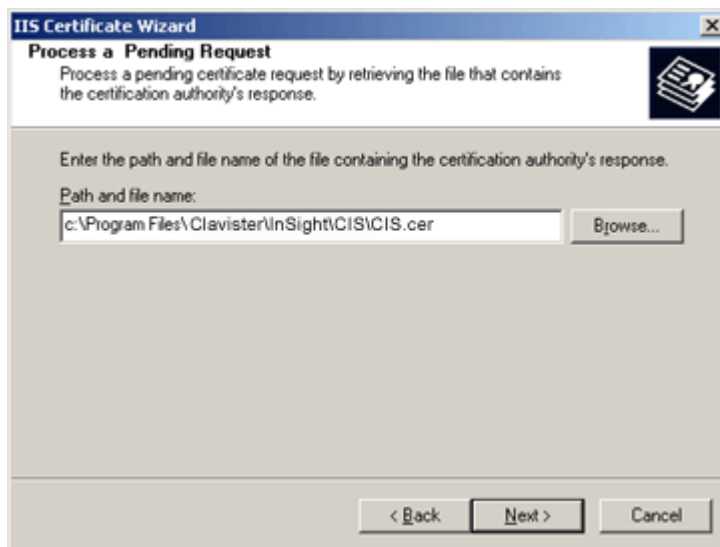 IIS Certificate Wizard
Process a Pending Request
Process a pending certificate request by retrieving the file that contains
the certification authority's response.
Enter the path and file name of the file containing the certification authority's response.
Path and file name:
c:\Program Files\Clavister\InSight\CIS\CIS.cer
Browse...
< Back
Next >
Cancel